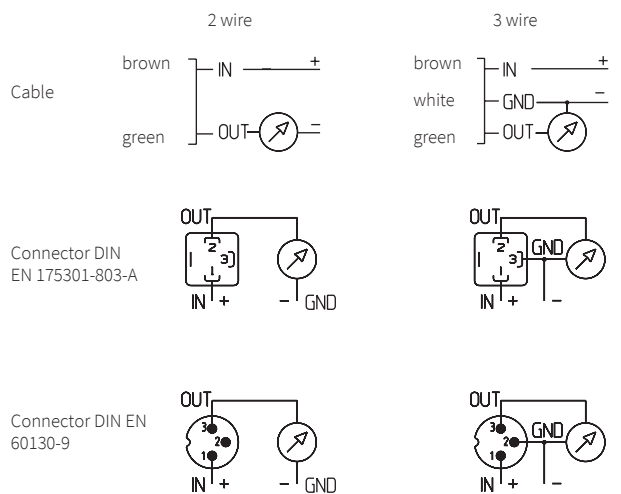 2 wire 3 wire
brown IN + brown IN +
Cable white GND −
green OUT − green OUT
OUT OUT
2 2 GND
Connector DIN 3 3
EN 175301-803-A 1 1
IN + − GND IN + −
OUT OUT
3 3 GND
Connector DIN EN 2 2
60130-9 1 1
IN + − GND IN + −